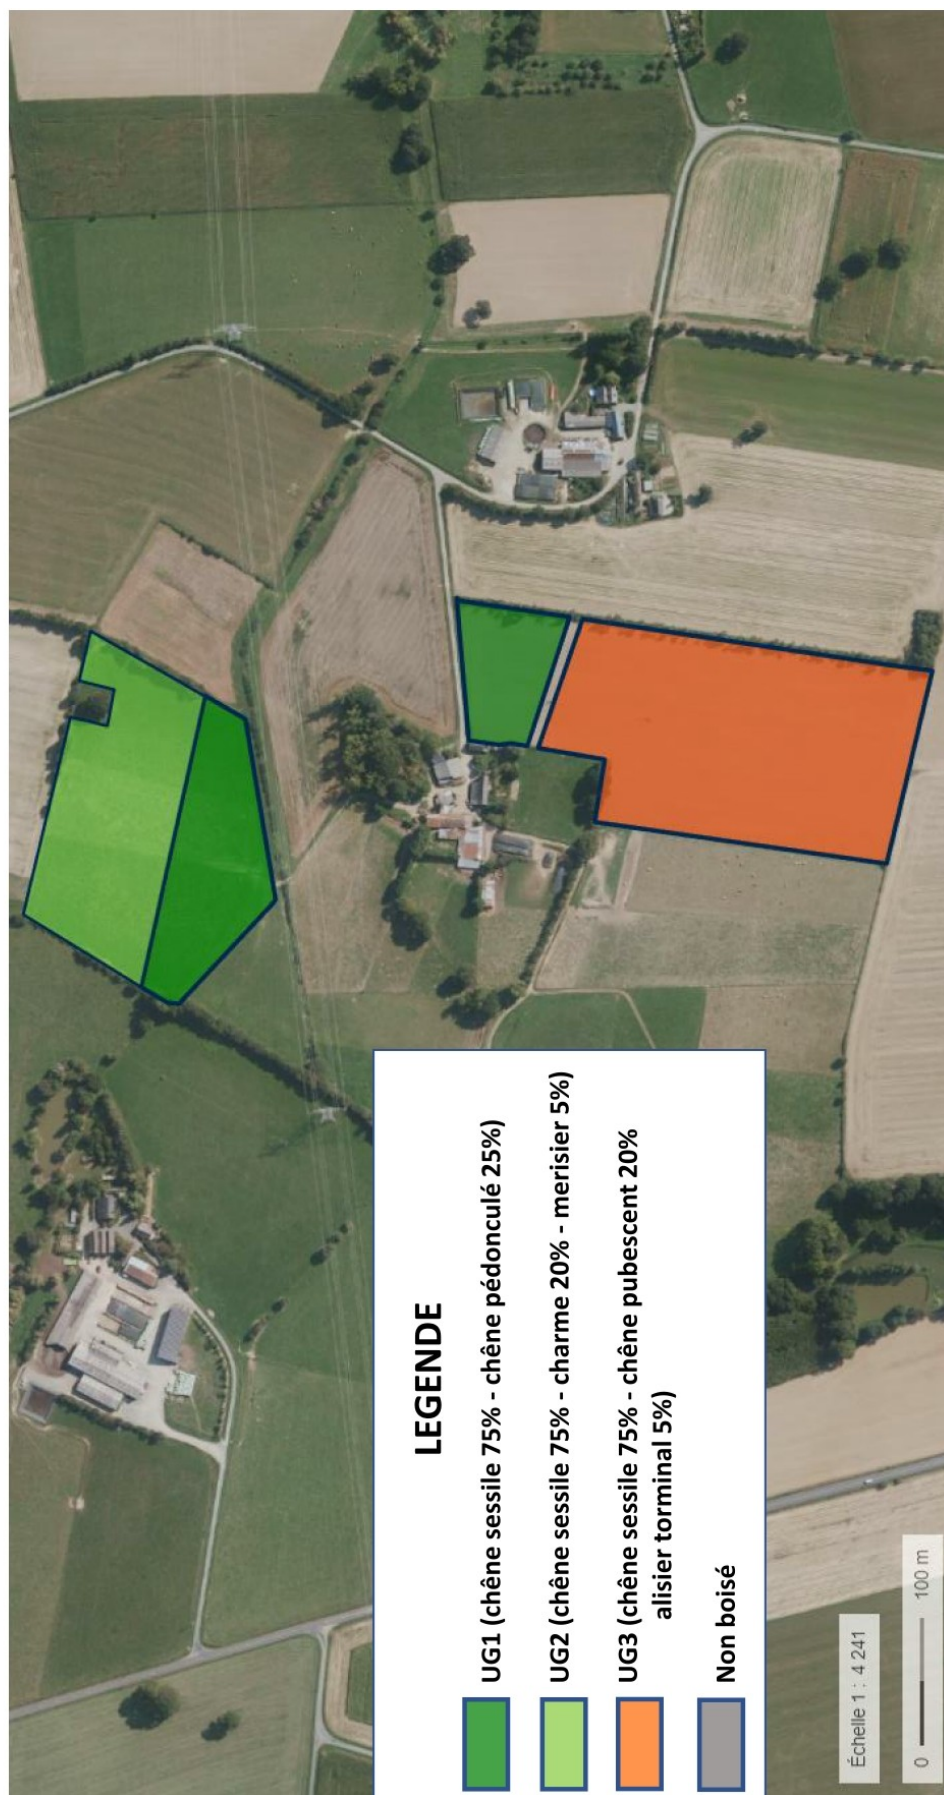 LEGENDE
UG1 (chêne sessile 75% - chêne pédonculé 25%)
UG2 (chêne sessile 75% - charme 20% - merisier 5%)
UG3 (chêne sessile 75% - chêne pubescent 20%
alisier torminal 5%)
Non boisé
Échelle 1 : 4 241
0 100 m